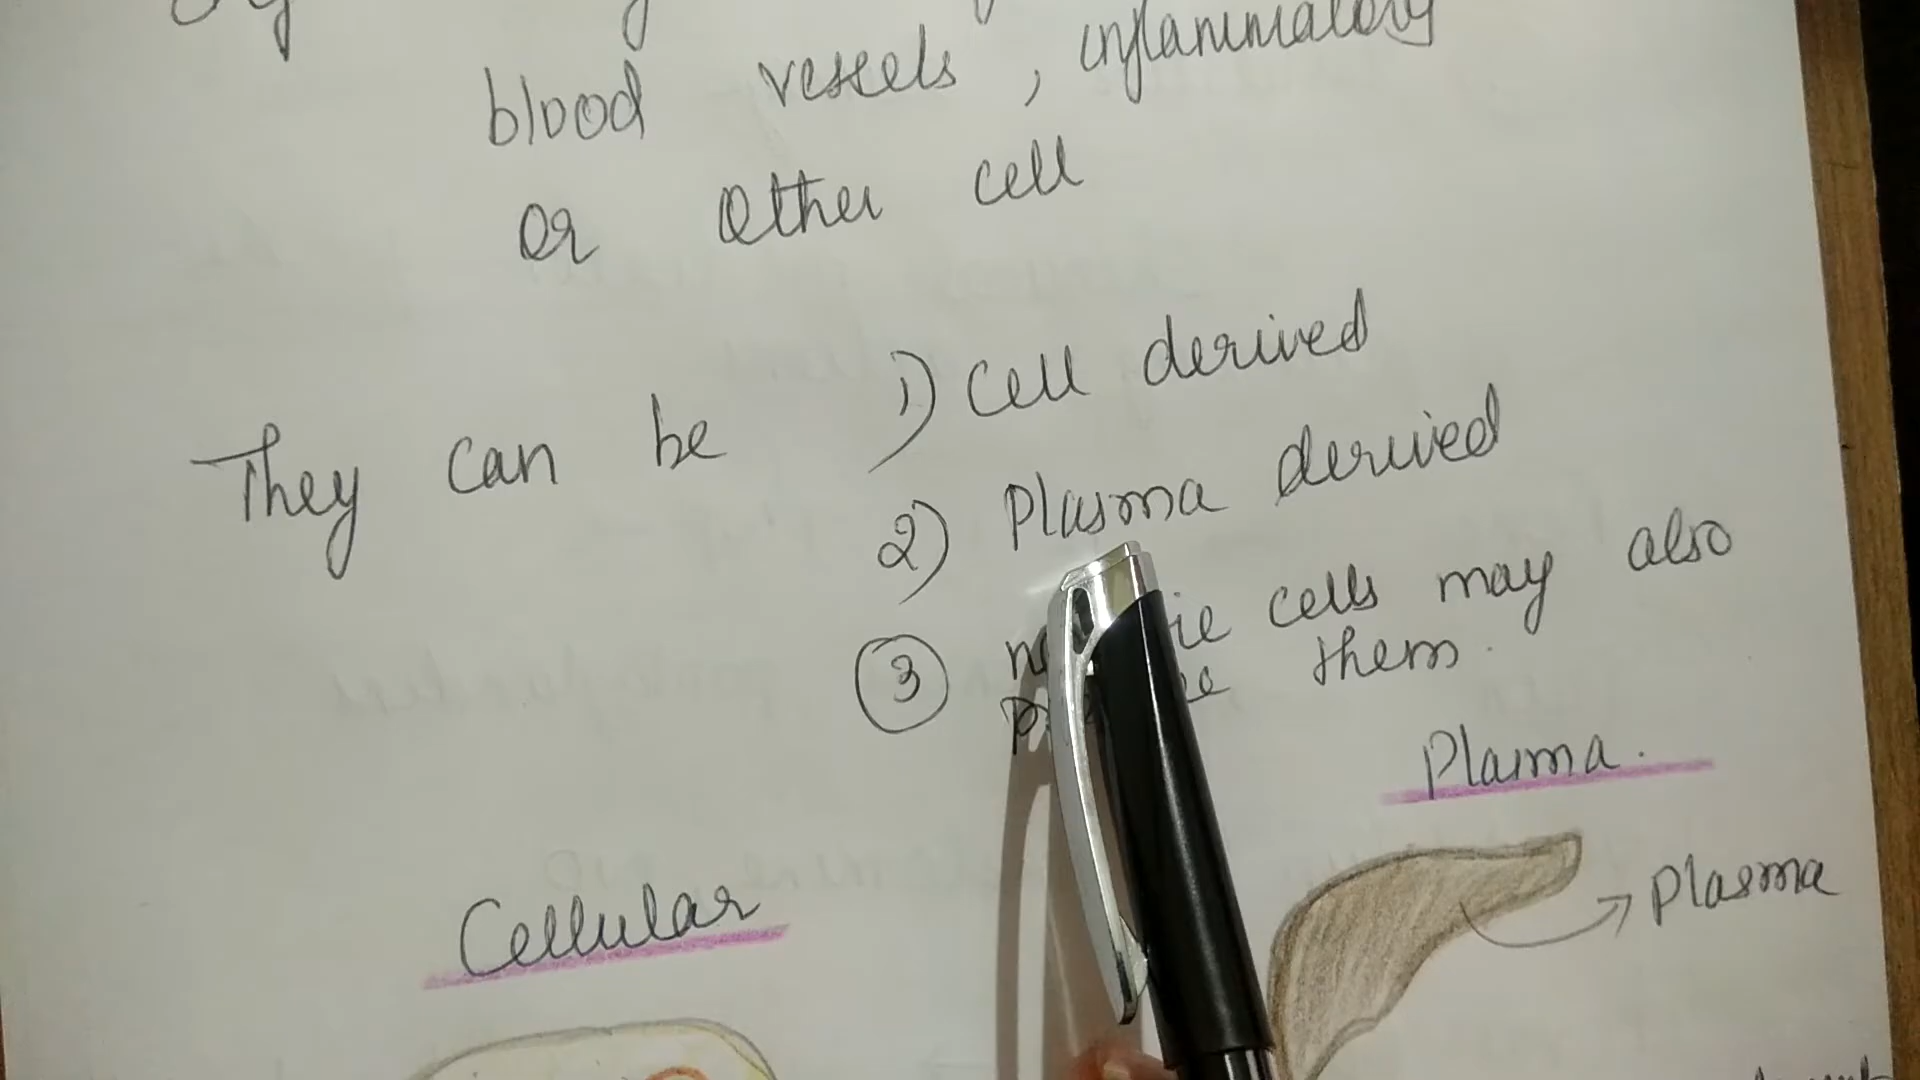 blood vessels, inflammatory
or Other cell
They can be 1) Cell derived
2) Plasma derived
3 cells may also
them.
Plasma.
Plasma
Cellular